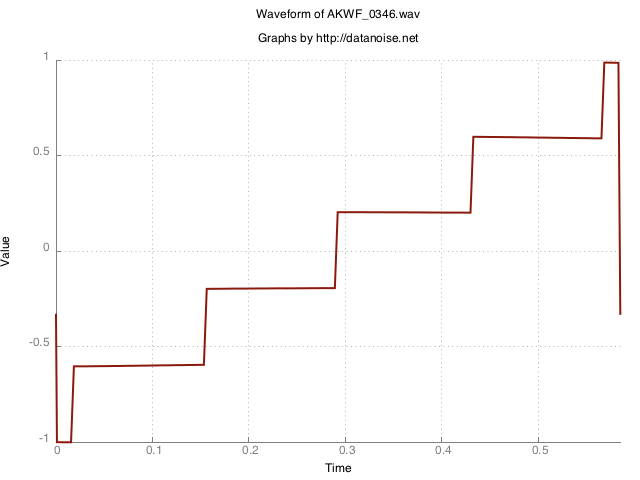 Waveform of AKWF_0346.wav
Graphs by http://datanoise.net
1
0.5
0
-0.5
-1
Value
0 0.1 0.2 0.3 0.4 0.5
Time